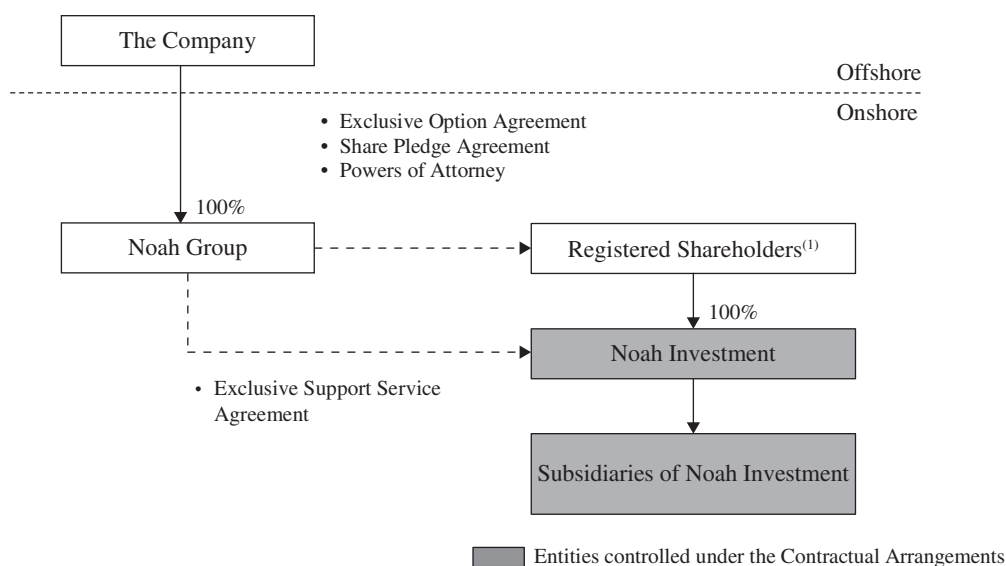 The Company
Offshore
Onshore
• Exclusive Option Agreement
• Share Pledge Agreement
• Powers of Attorney
100%
Noah Group
Registered Shareholders(1)
100%
Noah Investment
• Exclusive Support Service
Agreement
Subsidiaries of Noah Investment
Entities controlled under the Contractual Arrangements